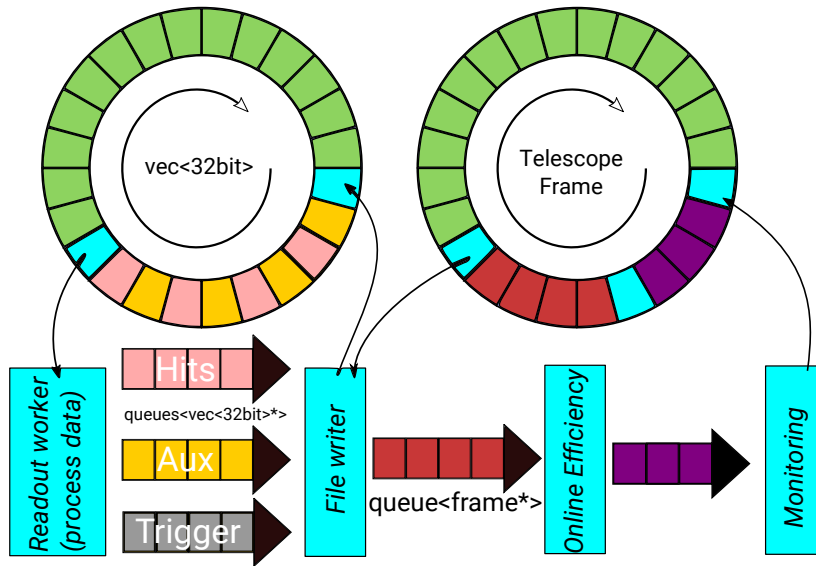 vec<32bit>
Telescope
Frame
Readout worker
(process data)
Hits
queues<vec<32bit>*>
Aux
Trigger
File writer
queue<frame*>
Online Efficiency
Monitoring